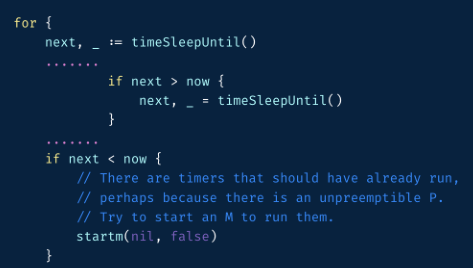 for {
next, _ := timeSleepUntil()
.......
if next > now {
next, _ = timeSleepUntil()
}
.......
if next < now {
// There are timers that should have already run,
// perhaps because there is an unpreemptible P.
// Try to start an M to run them.
startm(nil, false)
}